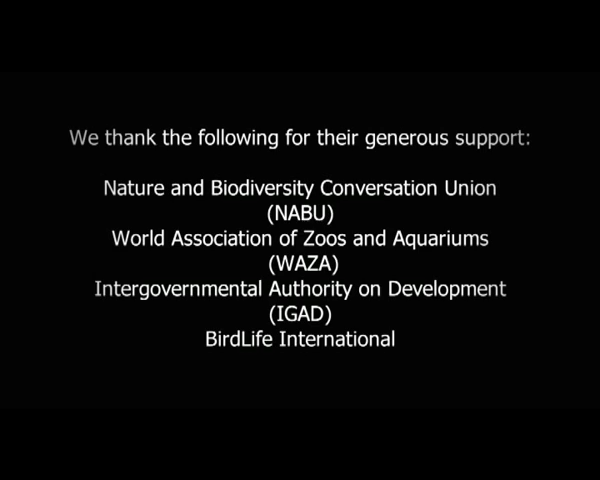 We thank the following for their generous support:
Nature and Biodiversity Conversation Union
(NABU)
World Association of Zoos and Aquariums
(WAZA)
Intergovernmental Authority on Development
(IGAD)
BirdLife International